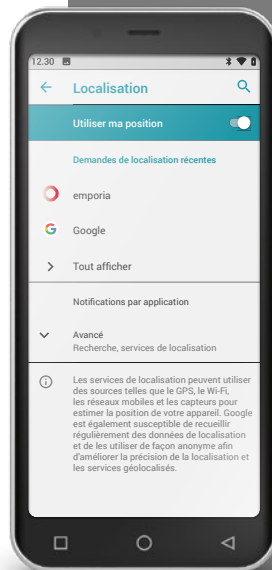 12.30
Localisation
Utiliser ma position
Demandes de localisation récentes
emporia
Google
Tout afficher
Notifications par application
Avancé
Recherche, services de localisation
Les services de localisation peuvent utiliser
des sources telles que le GPS, le Wi-Fi,
les réseaux mobiles et les capteurs pour
estimer la position de votre appareil. Google
est également susceptible de recueillir
régulièrement des données de localisation
et de les utiliser de façon anonyme afin
d'améliorer la précision de la localisation et
les services géolocalisés.